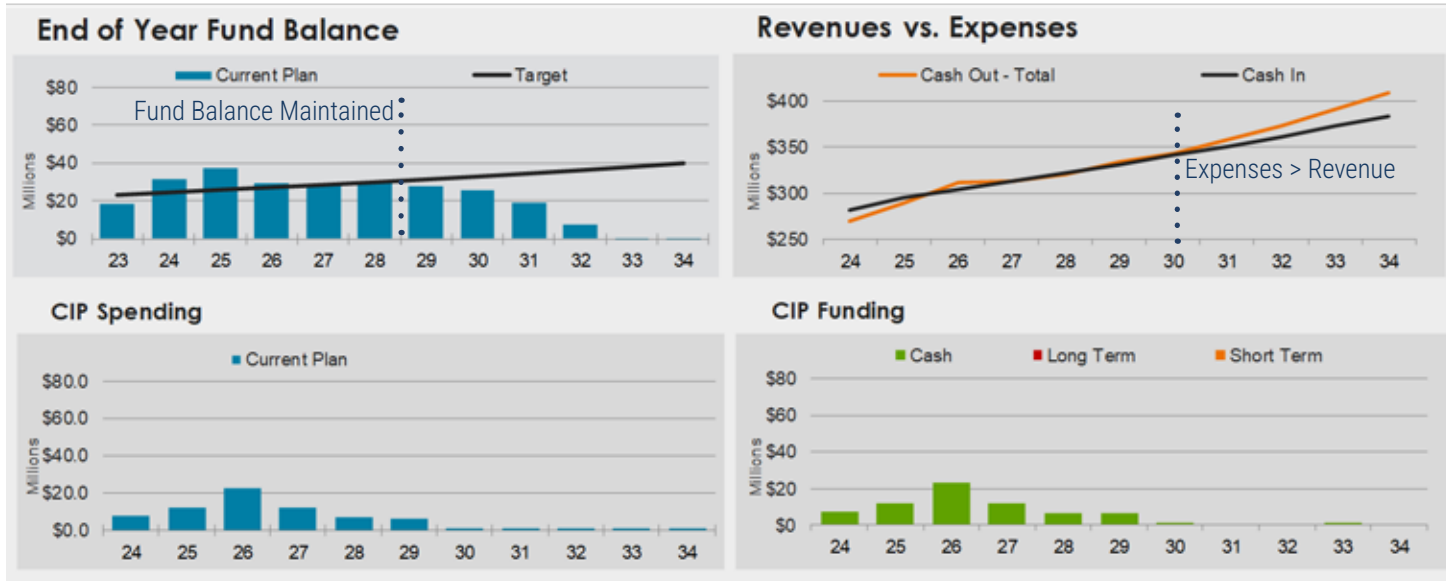 End of Year Fund Balance
Current Plan
Target
Fund Balance Maintained
Millions
$80
$60
$40
$20
$0
23 24 25 26 27 28 29 30 31 32 33 34
Revenues vs. Expenses
Cash Out - Total
Cash In
Expenses > Revenue
Millions
$400
$350
$300
$250
24 25 26 27 28 29 30 31 32 33 34
CIP Spending
Current Plan
Millions
$80.0
$60.0
$40.0
$20.0
$0.0
24 25 26 27 28 29 30 31 32 33 34
CIP Funding
Cash
Long Term
Short Term
Millions
$80
$60
$40
$20
$0
24 25 26 27 28 29 30 31 32 33 34